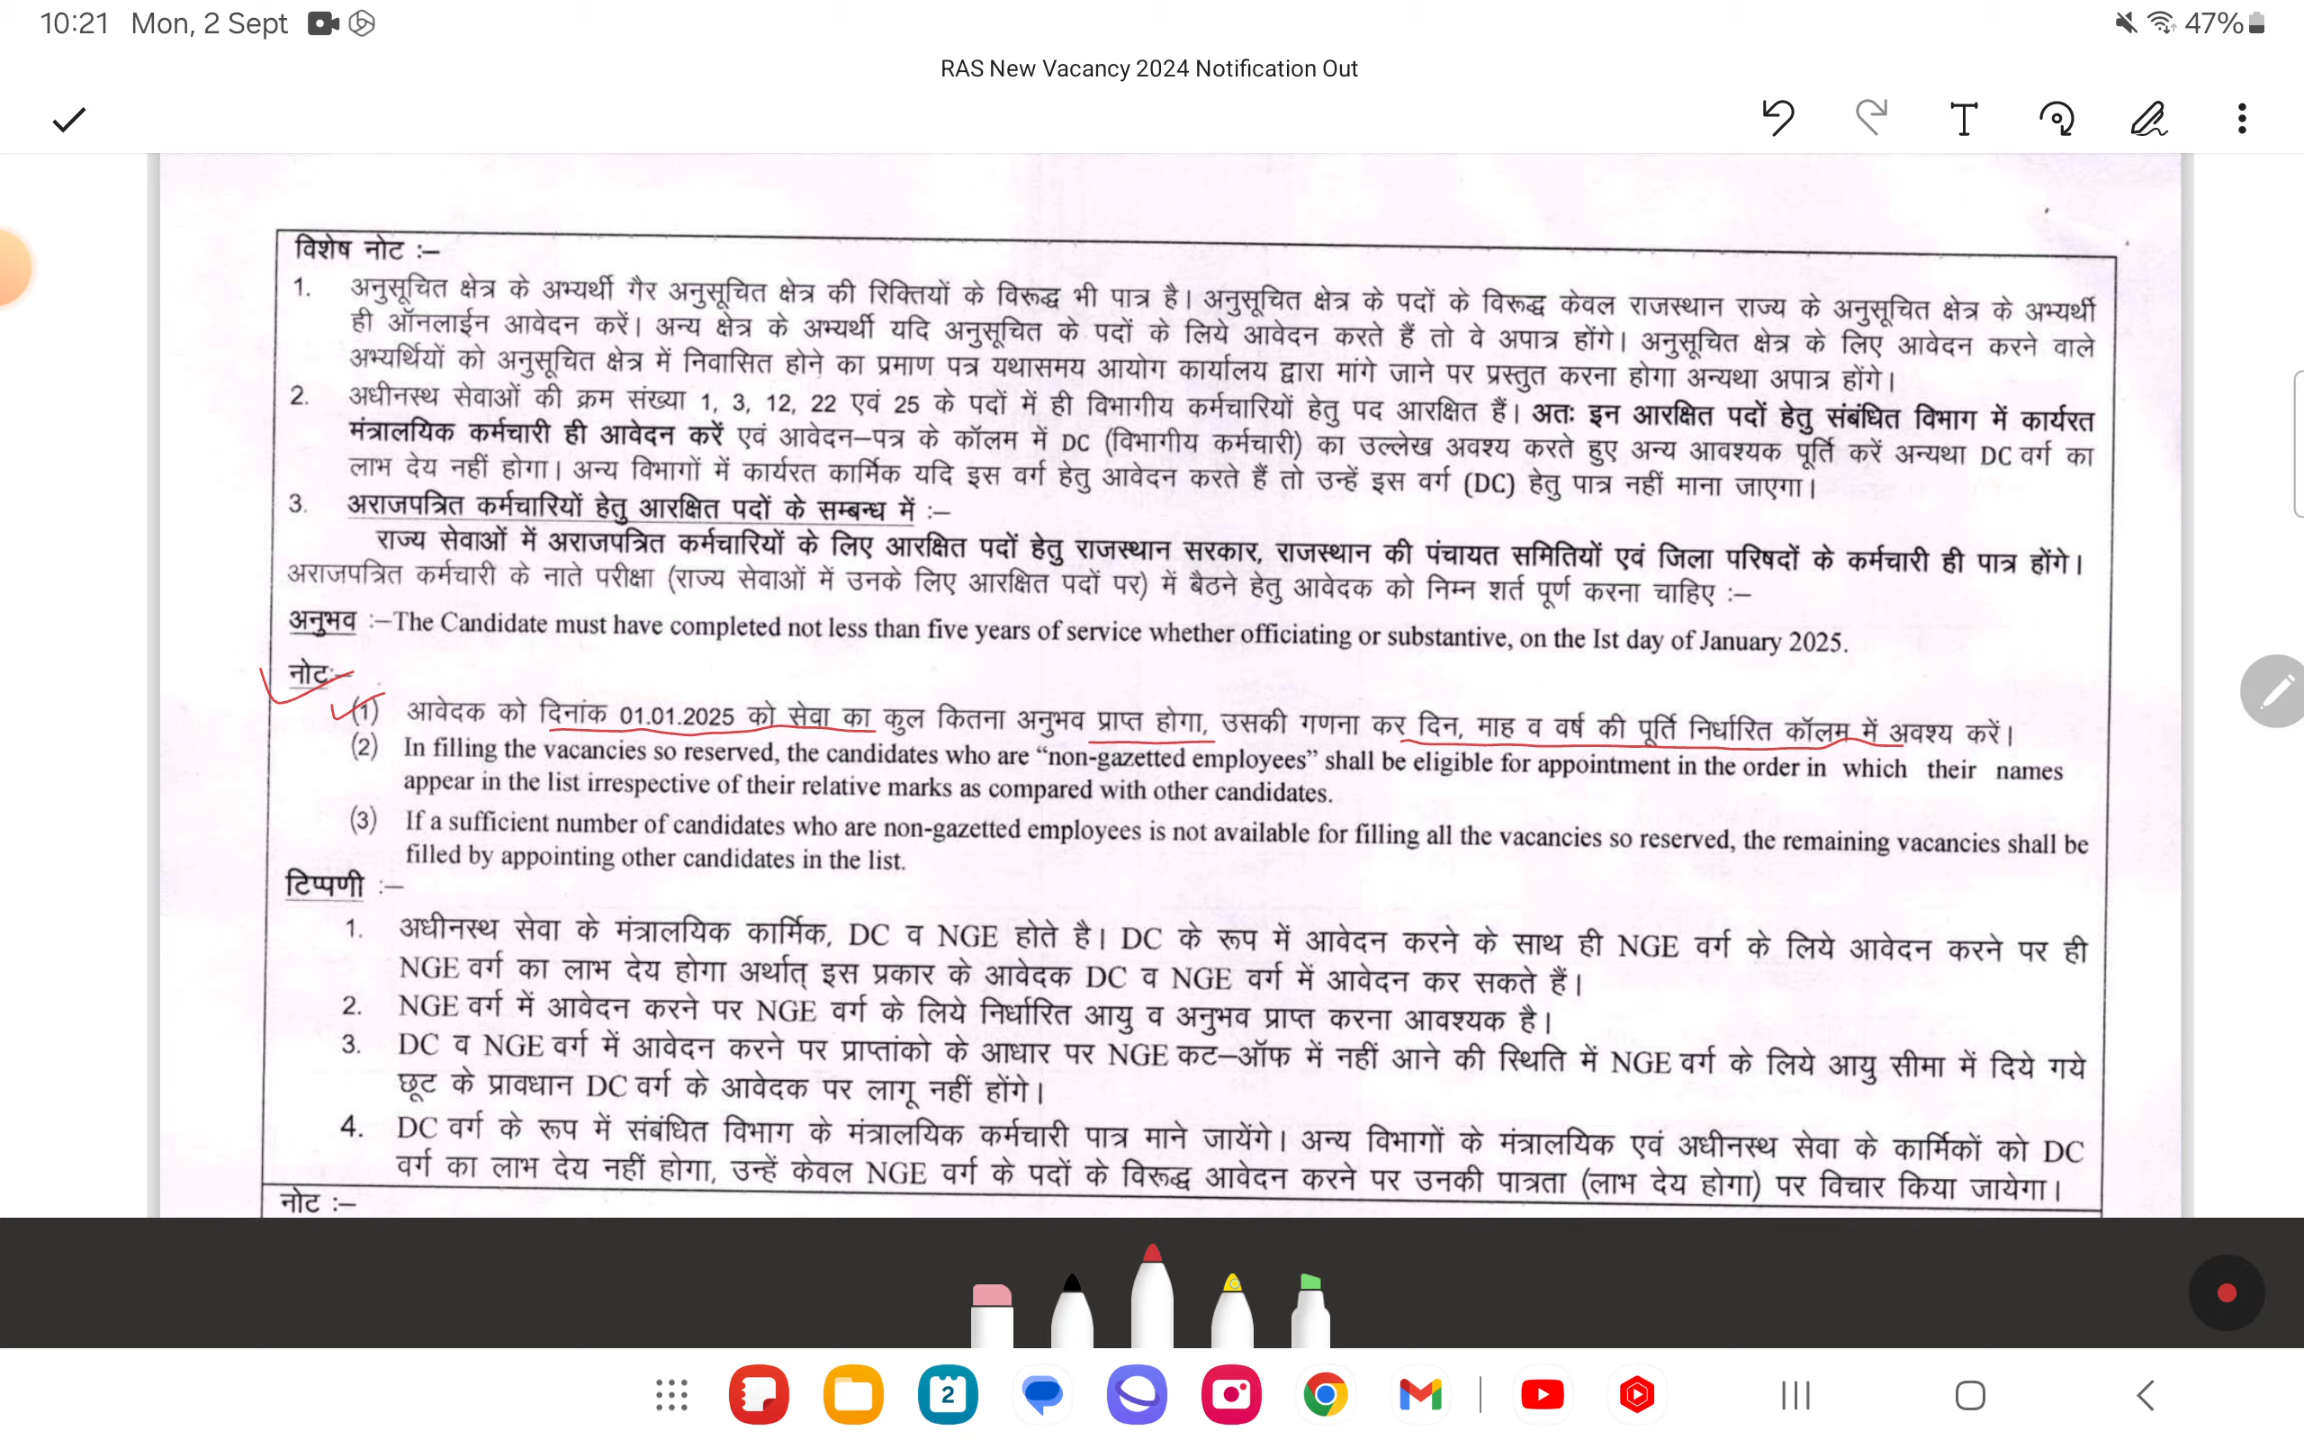 10:21 Mon, 2 Sept
47%
RAS New Vacancy 2024 Notification Out
T
विशेष नोट :–
1. अनुसूचित क्षेत्र के अभ्यर्थी गैर अनुसूचित क्षेत्र की रिक्तियों के विरूद्ध भी पात्र है। अनुसूचित क्षेत्र के पदों के विरूद्ध केवल राजस्थान राज्य के अनुसूचित क्षेत्र के अभ्यर्थी
ही ऑनलाईन आवेदन करें। अन्य क्षेत्र के अभ्यर्थी यदि अनुसूचित के पदों के लिये आवेदन करते हैं तो वे अपात्र होंगे। अनुसूचित क्षेत्र के लिए आवेदन करने वाले
अभ्यर्थियों को अनुसूचित क्षेत्र में निवासित होने का प्रमाण पत्र यथासमय आयोग कार्यालय द्वारा मांगे जाने पर प्रस्तुत करना होगा अन्यथा अपात्र होंगे।
2. अधीनस्थ सेवाओं की क्रम संख्या 1, 3, 12, 22 एवं 25 के पदों में ही विभागीय कर्मचारियों हेतु पद आरक्षित हैं। अतः इन आरक्षित पदों हेतु संबंधित विभाग में कार्यरत
मंत्रालयिक कर्मचारी ही आवेदन करें एवं आवेदन–पत्र के कॉलम में DC (विभागीय कर्मचारी) का उल्लेख अवश्य करते हुए अन्य आवश्यक पूर्ति करें अन्यथा DC वर्ग का
लाभ देय नहीं होगा। अन्य विभागों में कार्यरत कार्मिक यदि इस वर्ग हेतु आवेदन करते हैं तो उन्हें इस वर्ग (DC) हेतु पात्र नहीं माना जाएगा।
3. अराजपत्रित कर्मचारियों हेतु आरक्षित पदों के सम्बन्ध में :–
राज्य सेवाओं में अराजपत्रित कर्मचारियों के लिए आरक्षित पदों हेतु राजस्थान सरकार, राजस्थान की पंचायत समितियों एवं जिला परिषदों के कर्मचारी ही पात्र होंगे।
अराजपत्रित कर्मचारी के नाते परीक्षा (राज्य सेवाओं में उनके लिए आरक्षित पदों पर) में बैठने हेतु आवेदक को निम्न शर्त पूर्ण करना चाहिए :–
अनुभव :–The Candidate must have completed not less than five years of service whether officiating or substantive, on the Ist day of January 2025.
नोटः–
(1) आवेदक को दिनांक 01.01.2025 को सेवा का कुल कितना अनुभव प्राप्त होगा, उसकी गणना कर दिन, माह व वर्ष की पूर्ति निर्धारित कॉलम में अवश्य करें।
(2) In filling the vacancies so reserved, the candidates who are “non-gazetted employees” shall be eligible for appointment in the order in which their names
appear in the list irrespective of their relative marks as compared with other candidates.
(3) If a sufficient number of candidates who are non-gazetted employees is not available for filling all the vacancies so reserved, the remaining vacancies shall be
filled by appointing other candidates in the list.
टिप्पणी :–
1. अधीनस्थ सेवा के मंत्रालयिक कार्मिक, DC व NGE होते है। DC के रूप में आवेदन करने के साथ ही NGE वर्ग के लिये आवेदन करने पर ही
NGE वर्ग का लाभ देय होगा अर्थात् इस प्रकार के आवेदक DC व NGE वर्ग में आवेदन कर सकते हैं।
2. NGE वर्ग में आवेदन करने पर NGE वर्ग के लिये निर्धारित आयु व अनुभव प्राप्त करना आवश्यक है।
3. DC व NGE वर्ग में आवेदन करने पर प्राप्तांको के आधार पर NGE कट–ऑफ में नहीं आने की स्थिति में NGE वर्ग के लिये आयु सीमा में दिये गये
छूट के प्रावधान DC वर्ग के आवेदक पर लागू नहीं होंगे।
4. DC वर्ग के रूप में संबंधित विभाग के मंत्रालयिक कर्मचारी पात्र माने जायेंगे। अन्य विभागों के मंत्रालयिक एवं अधीनस्थ सेवा के कार्मिकों को DC
वर्ग का लाभ देय नहीं होगा, उन्हें केवल NGE वर्ग के पदों के विरूद्ध आवेदन करने पर उनकी पात्रता (लाभ देय होगा) पर विचार किया जायेगा।
नोट :–
2